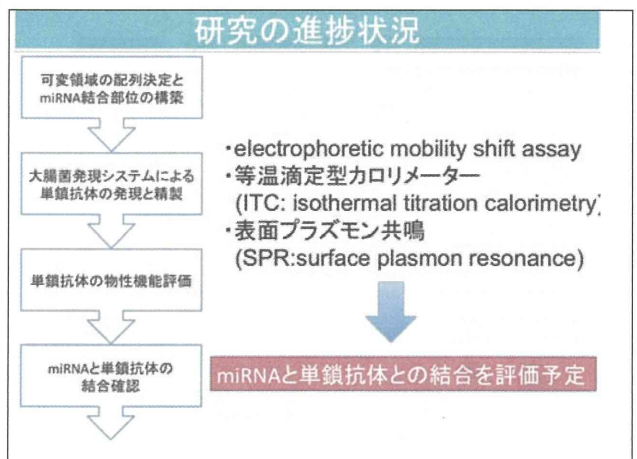 研究の進捗状況
可変領域の配列決定と
miRNA結合部位の構築
大腸菌発現システムによる
単鎖抗体の発現と精製
単鎖抗体の物性機能評価
miRNAと単鎖抗体の
結合確認
・electrophoretic mobility shift assay
・等温滴定型カロリメーター
(ITC: isothermal titration calorimetry)
・表面プラズモン共鳴
(SPR:surface plasmon resonance)
miRNAと単鎖抗体との結合を評価予定